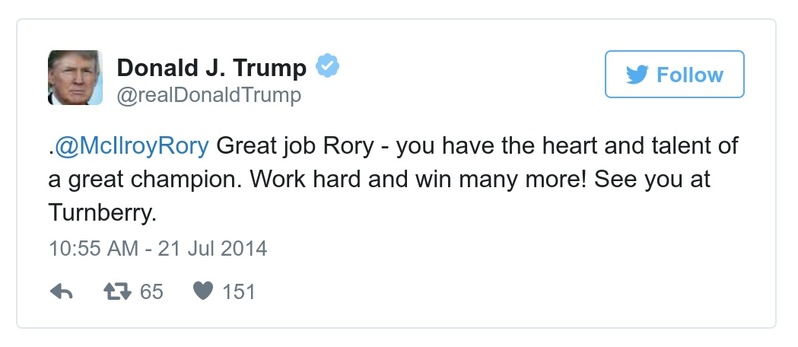 Donald J. Trump
@realDonaldTrump
Follow
.@McIlroyRory Great job Rory - you have the heart and talent of
a great champion. Work hard and win many more! See you at
Turnberry.
10:55 AM - 21 Jul 2014
65 151